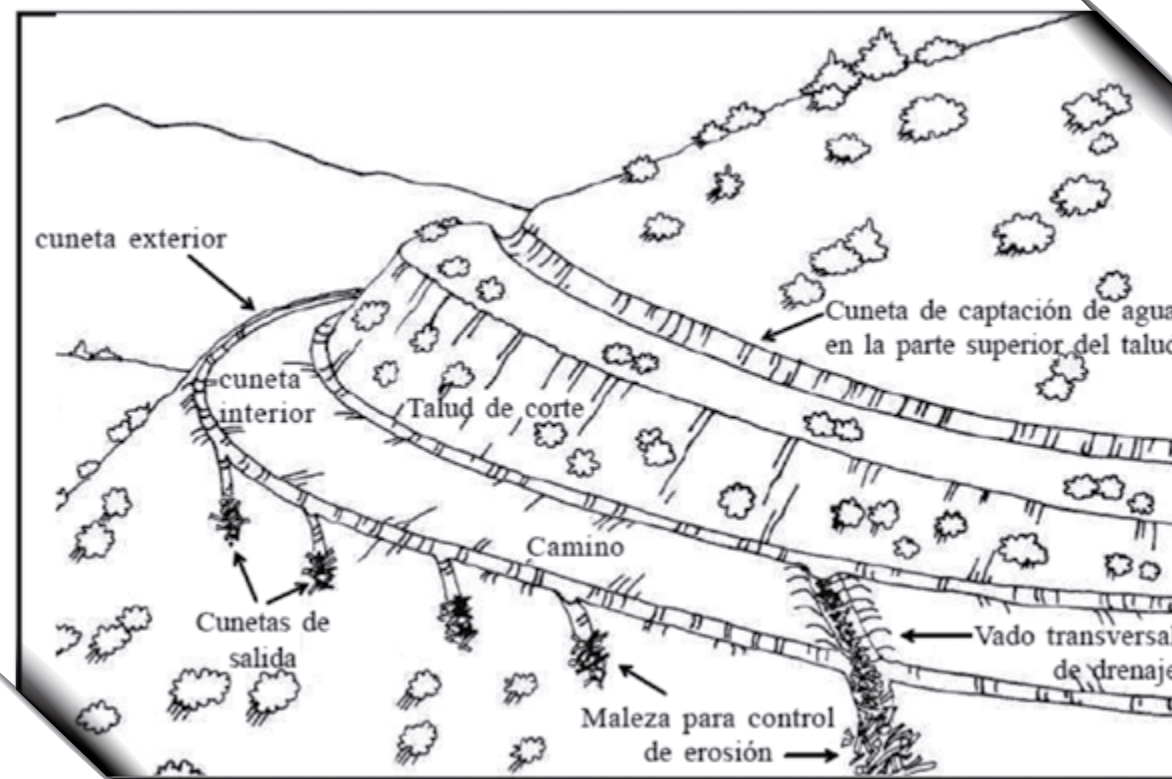 cuneta exterior
Cuneta de captación de agua
en la parte superior del talud
cuneta
interior
Talud de corte
Camino
Cunetas de
salida
Vado transversal
de drenaje
Maleza para control
de erosión